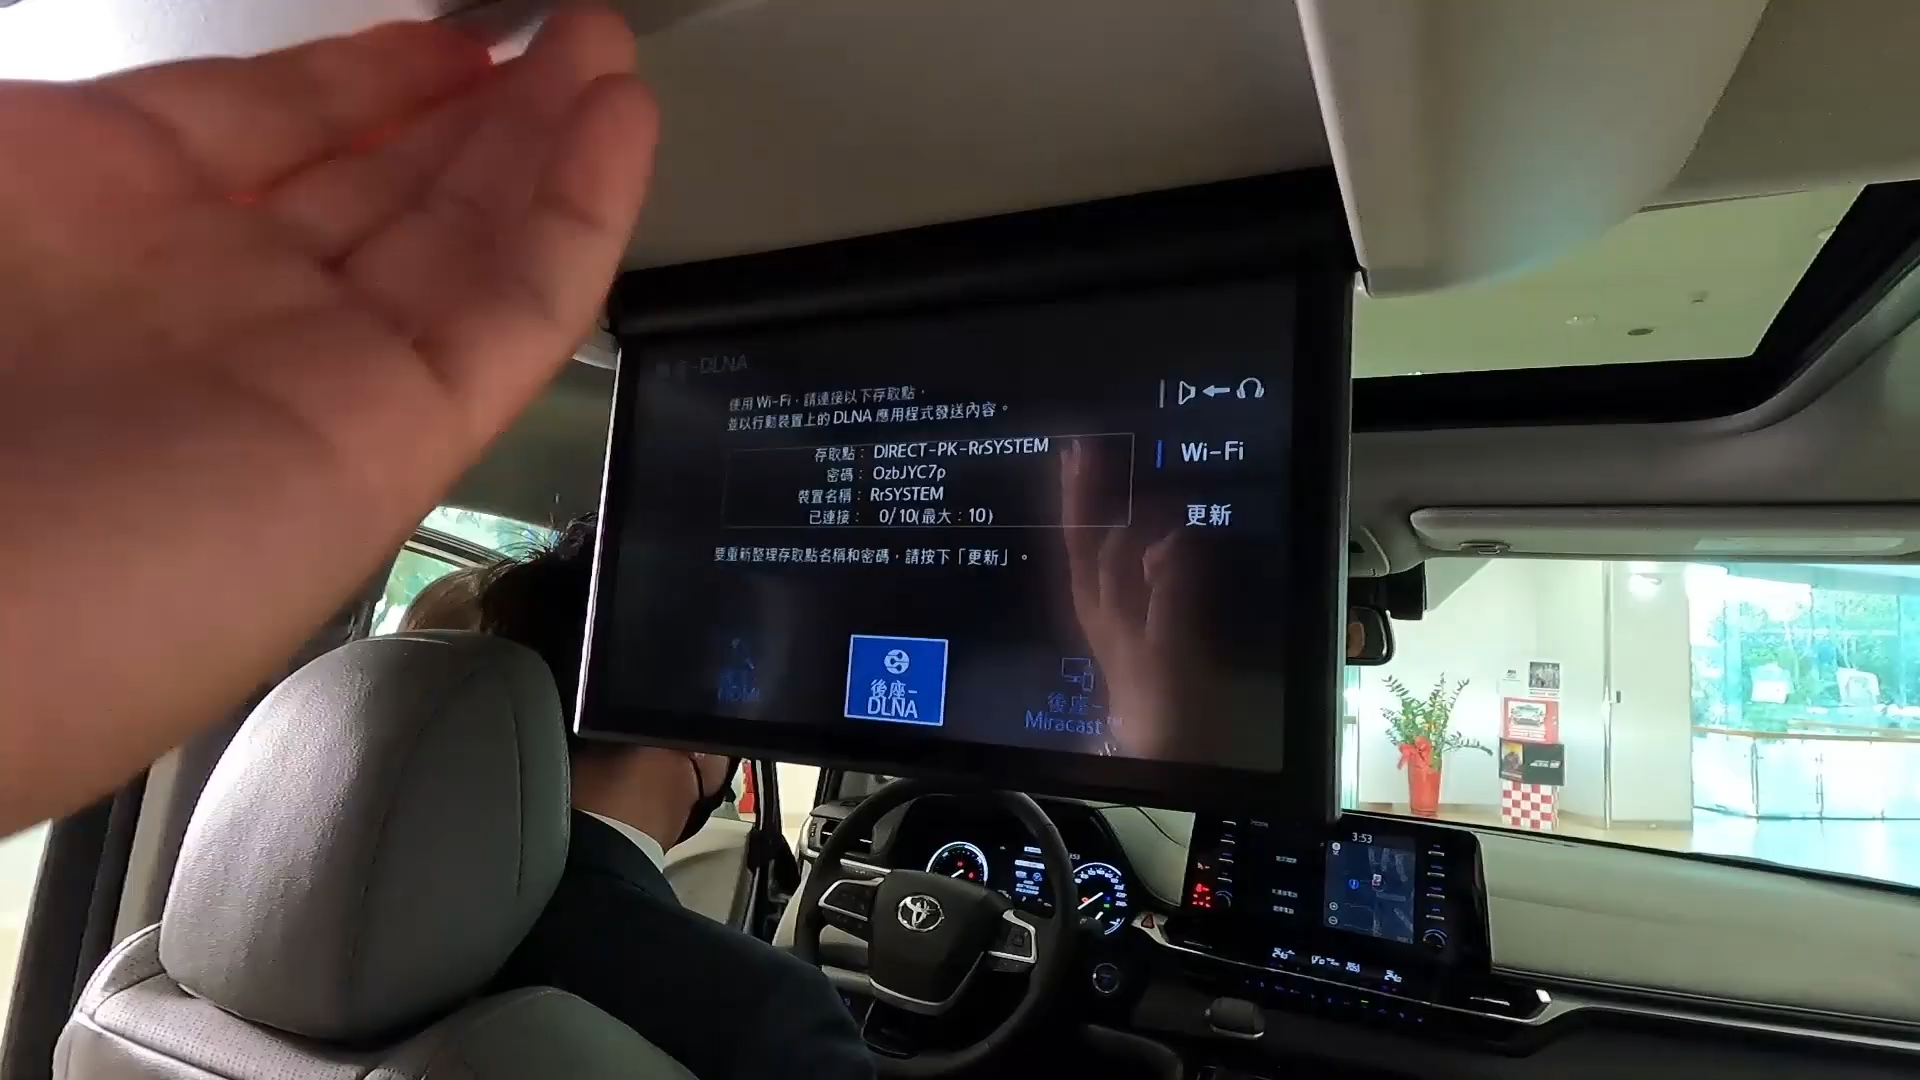 後座-DLNA
使用 Wi-Fi，請連接以下存取點，
並以行動裝置上的 DLNA 應用程式發送內容。
存取點： DIRECT-PK-RrSYSTEM
密碼： OzbJYC7p
裝置名稱： RrSYSTEM
已連接： 0/10(最大：10)
要重新整理存取點名稱和密碼，請按下「更新」。
Wi-Fi
更新
HDMI
後座-
DLNA
後座-
Miracast™
3:53